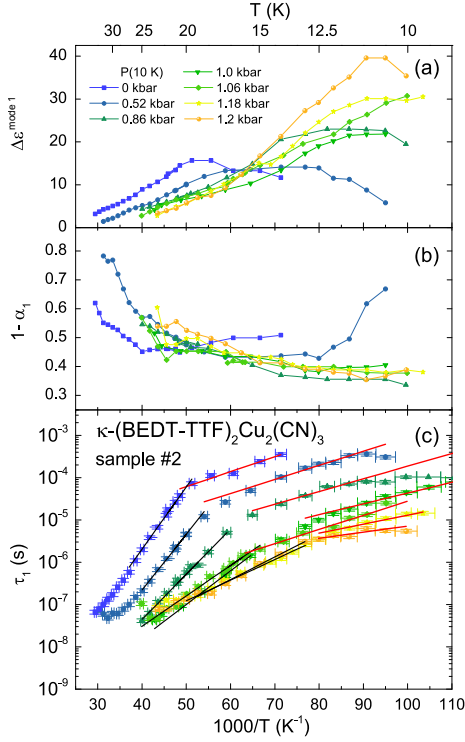 T (K)
30 25 20 15 12.5 10
40
30
20
10
0
Δε^mode 1
(a)
P(10 K)
0 kbar
0.52 kbar
0.86 kbar
1.0 kbar
1.06 kbar
1.18 kbar
1.2 kbar
0.8
0.7
0.6
0.5
0.4
0.3
1- α₁
(b)
κ-(BEDT-TTF)₂Cu₂(CN)₃
sample #2
(c)
10⁻³
10⁻⁴
10⁻⁵
10⁻⁶
10⁻⁷
10⁻⁸
10⁻⁹
τ₁ (s)
30 40 50 60 70 80 90 100 110
1000/T (K⁻¹)